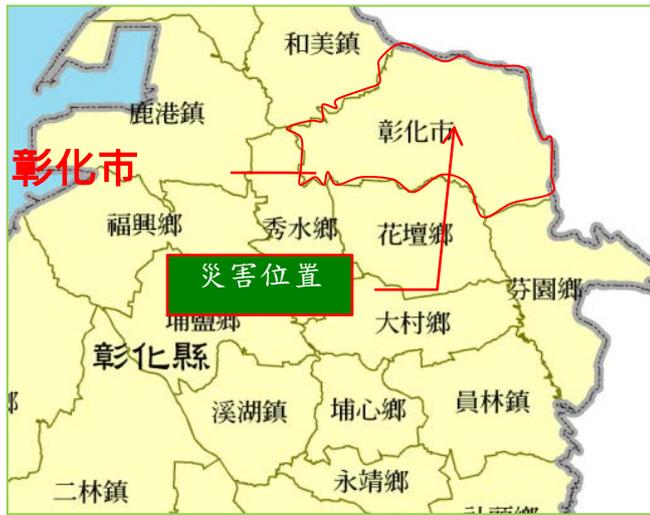 和美鎮
鹿港鎮
彰化市
彰化市
福興鄉
秀水鄉
花壇鄉
災害位置
芬園鄉
埔鹽鄉
大村鄉
彰化縣
溪湖鎮
埔心鄉
員林鎮
永靖鄉
二林鎮